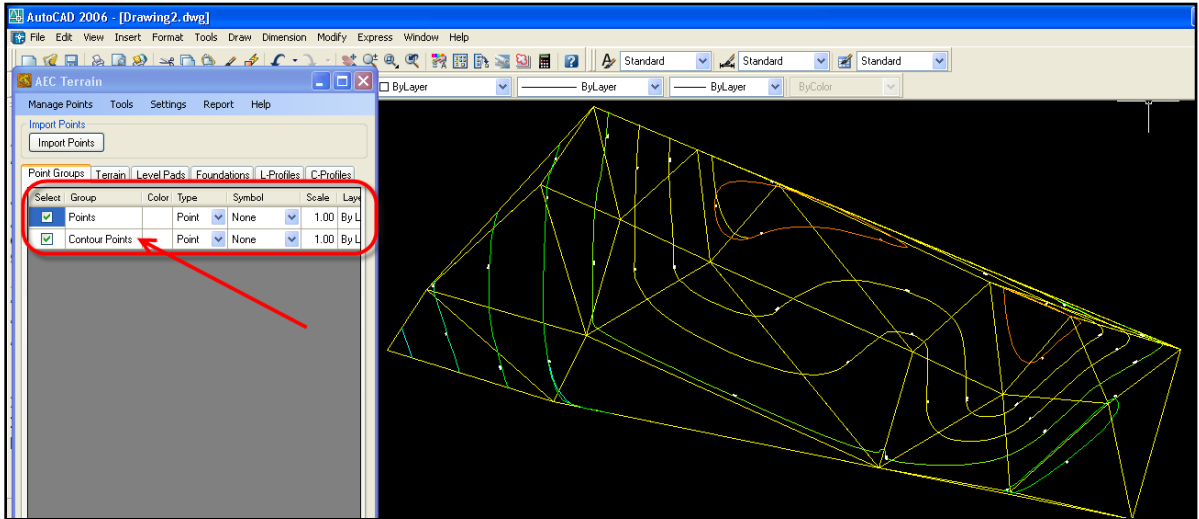 AutoCAD 2006 - [Drawing2.dwg]
File Edit View Insert Format Tools Draw Dimension Modify Express Window Help
Standard Standard Standard
AEC Terrain
ByLayer ByLayer ByLayer ByColor
Manage Points Tools Settings Report Help
Import Points
Import Points
Point Groups Terrain Level Pads Foundations L-Profiles C-Profiles
Select Group Color Type Symbol Scale Laye
Points Point None 1.00 By L
Contour Points Point None 1.00 By L